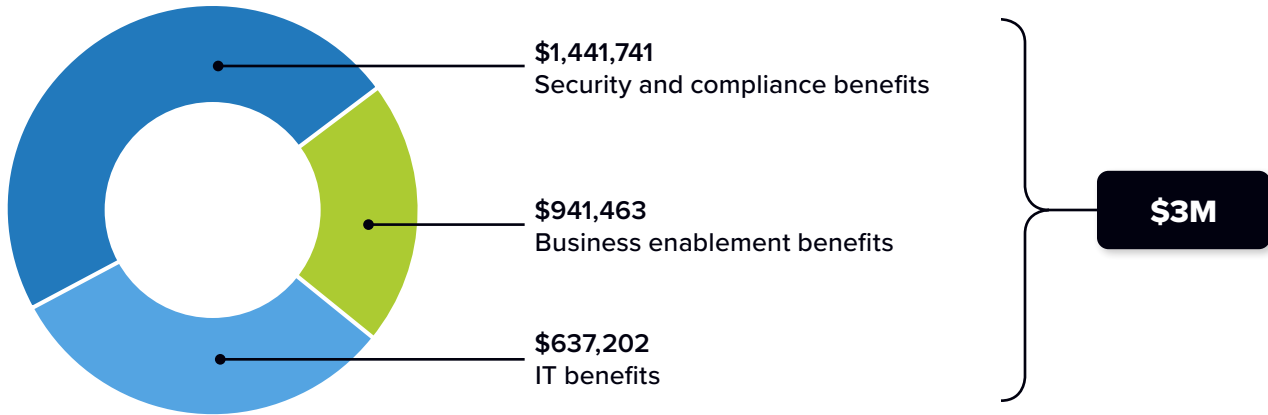 $1,441,741
Security and compliance benefits
$941,463
Business enablement benefits
$3M
$637,202
IT benefits